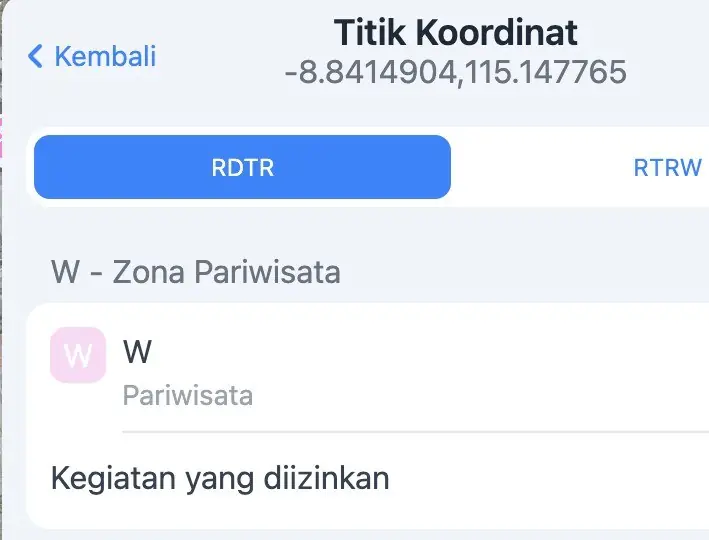 Titik Koordinat
Kembali
-8.8414904,115.147765
RDTR
RTRW
W - Zona Pariwisata
W
W
Pariwisata
Kegiatan yang diizinkan